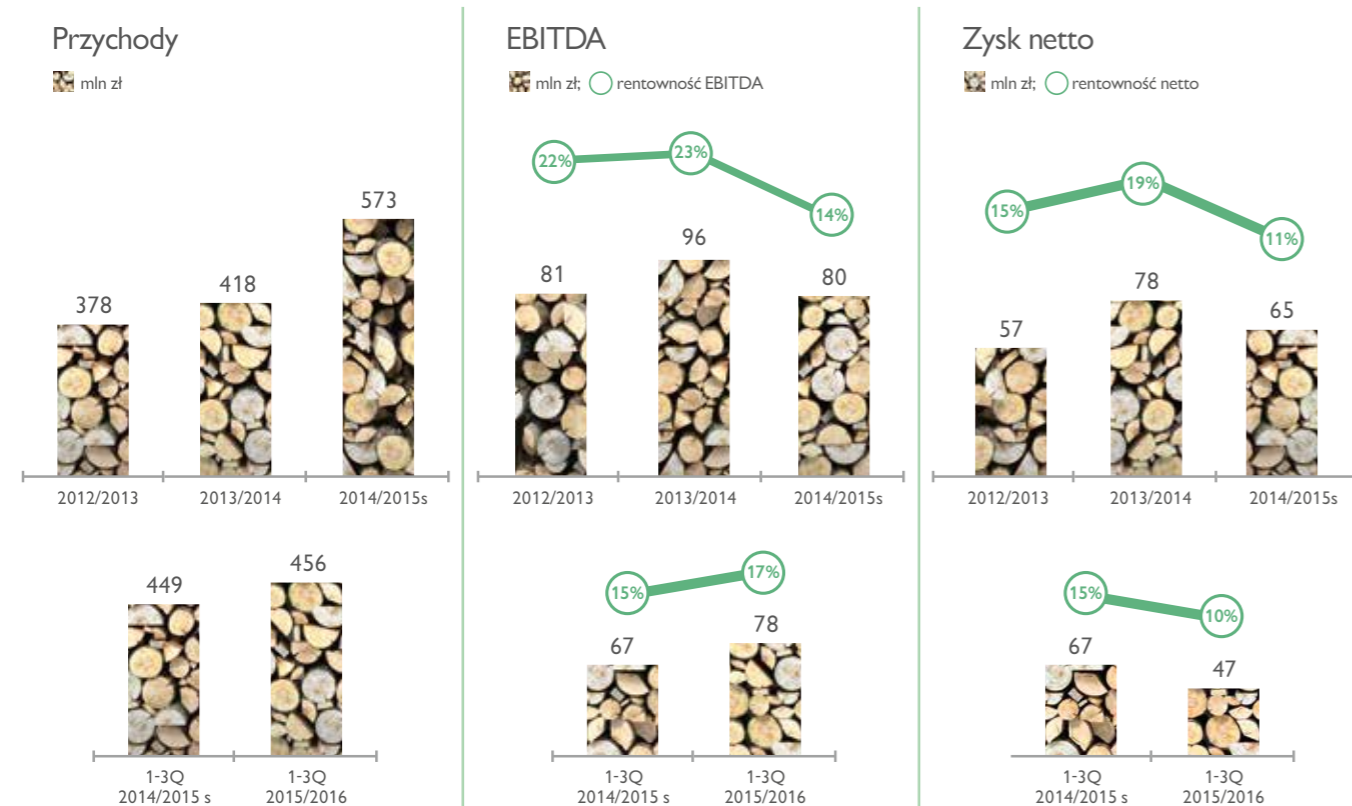 Przychody
mln zł
573
418
378
2012/2013
2013/2014
2014/2015s
449
456
1-3Q
2014/2015 s
1-3Q
2015/2016
EBITDA
mln zł; rentowność EBITDA
22%
23%
14%
81
96
80
2012/2013
2013/2014
2014/2015s
15%
17%
67
78
1-3Q
2014/2015 s
1-3Q
2015/2016
Zysk netto
mln zł; rentowność netto
15%
19%
11%
57
78
65
2012/2013
2013/2014
2014/2015s
15%
10%
67
47
1-3Q
2014/2015 s
1-3Q
2015/2016